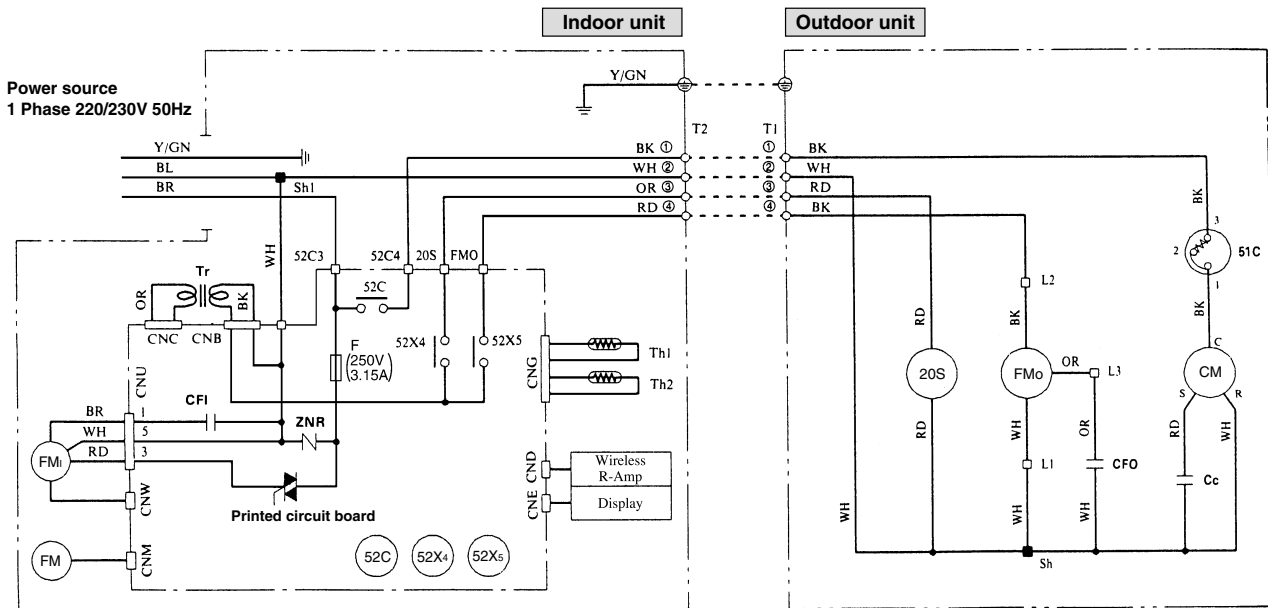 Indoor unit
Outdoor unit
Power source
1 Phase 220/230V 50Hz
Y/GN
T2
T1
Y/GN
BL
BR
Sh1
BK ①
WH ②
OR ③
RD ④
①
②
③
④
BK
WH
RD
BK
WH
52C3
52C4
20S
FMO
52C
Tr
OR
BK
CNC
CNB
CNU
F
(250V
3.15A)
52X4
52X5
CNG
Th1
Th2
BR
WH
RD
1
5
3
CFI
ZNR
FMI
CNW
CNM
FM
Printed circuit board
CND
CNE
Wireless
R-Amp
Display
52C
52X4
52X5
BK
3
2
1
51C
BK
L2
BK
RD
20S
RD
FMo
OR
L3
WH
L1
OR
CFO
WH
WH
WH
C
CM
S
R
RD
WH
Cc
Sh